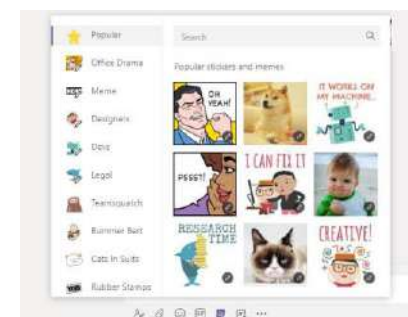 Popular
Office Drama
Meme
Designers
Devs
Legal
Teamsquatch
Bummer Bert
Cats In Suits
Rubber Stamps
Search
Popular stickers and memes
OH
YEAH!
IT WORKS ON
MY MACHINE...
PSSST!
I CAN FIX IT
RESEARCH
TIME
CREATIVE!